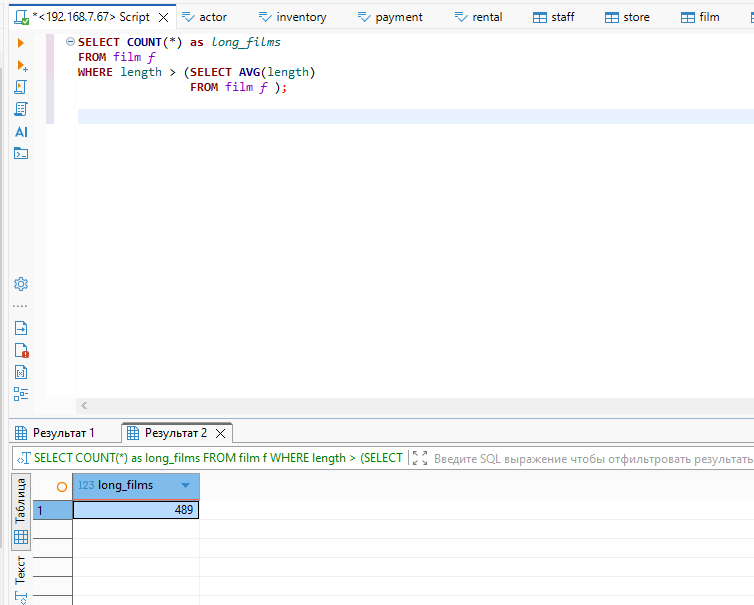 *<192.168.7.67> Script
actor
inventory
payment
rental
staff
store
film
SELECT COUNT(*) as long_films
FROM film f
WHERE length > (SELECT AVG(length)
FROM film f );
AI
Результат 1
Результат 2
SELECT COUNT(*) as long_films FROM film f WHERE length > (SELECT
Введите SQL выражение чтобы отфильтровать результаты
Таблица
Текст
123 long_films
1
489